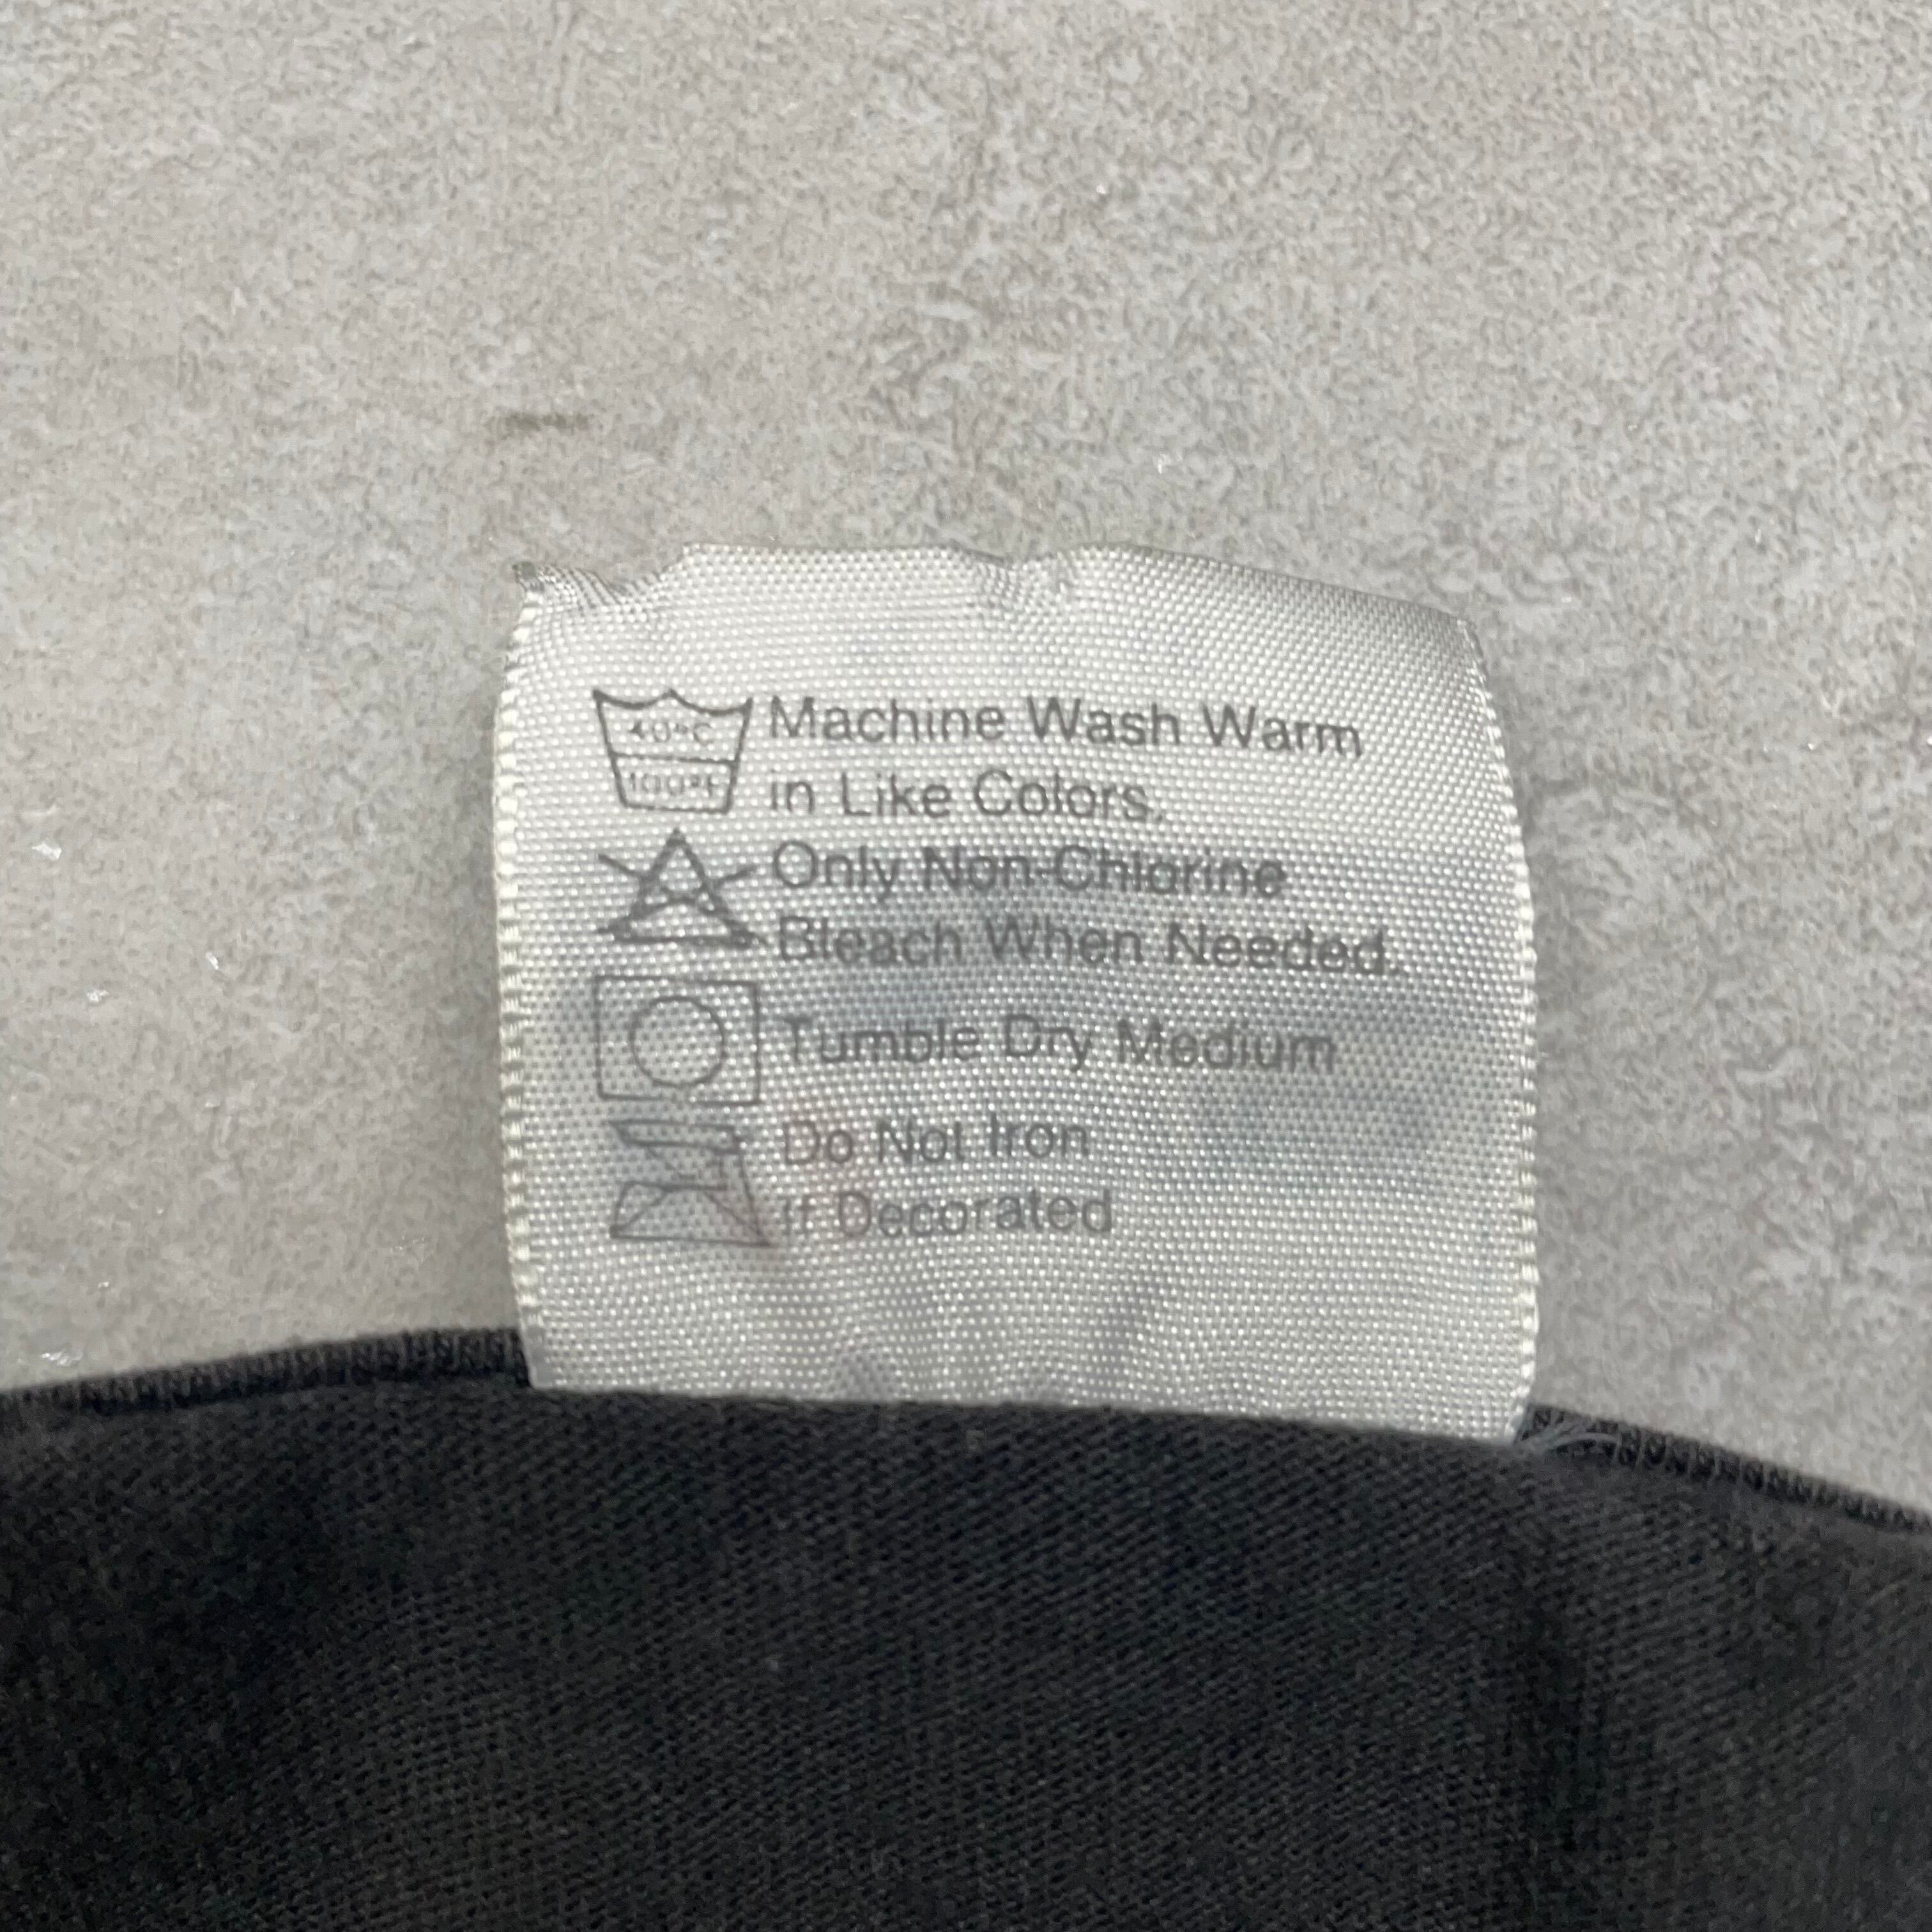 40°C Machine Wash Warm
100°F in Like Colors.
Only Non-Chlorine
Bleach When Needed.
Tumble Dry Medium
Do Not Iron
if Decorated